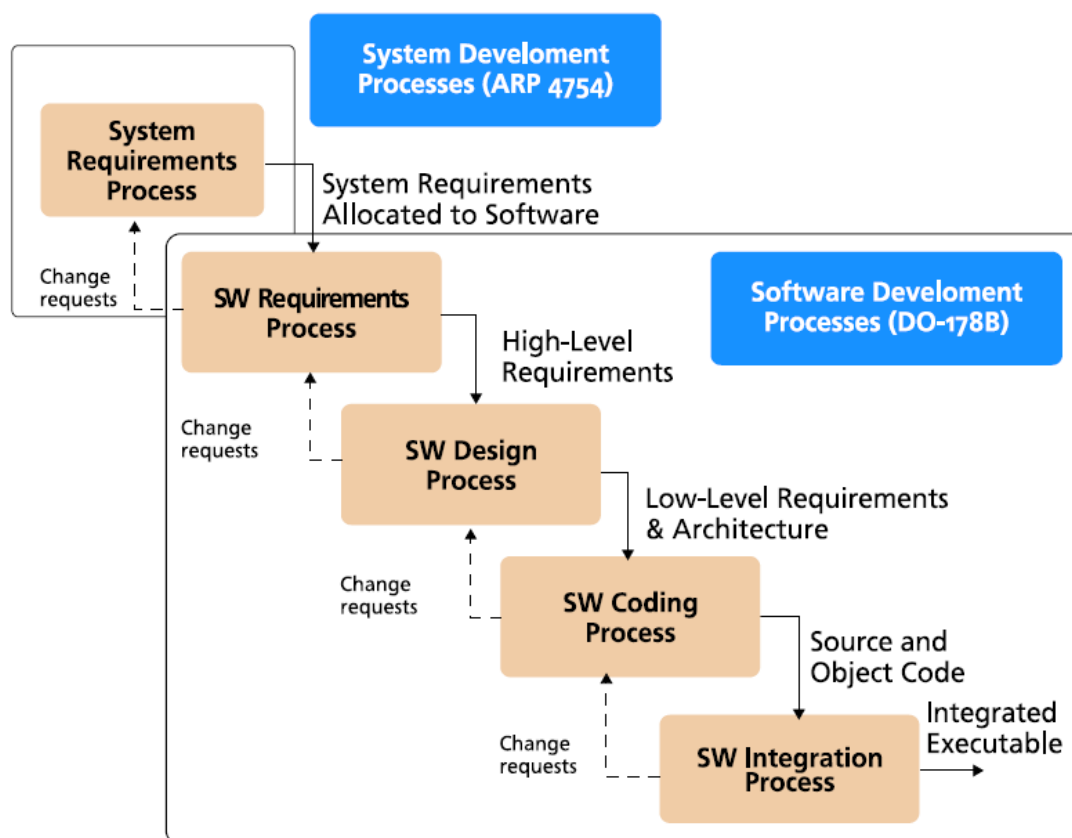 System Develoment
Processes (ARP 4754)
System
Requirements
Process
System Requirements
Allocated to Software
Change
requests
SW Requirements
Process
Software Develoment
Processes (DO-178B)
High-Level
Requirements
Change
requests
SW Design
Process
Low-Level Requirements
& Architecture
Change
requests
SW Coding
Process
Source and
Object Code
Change
requests
SW Integration
Process
Integrated
Executable